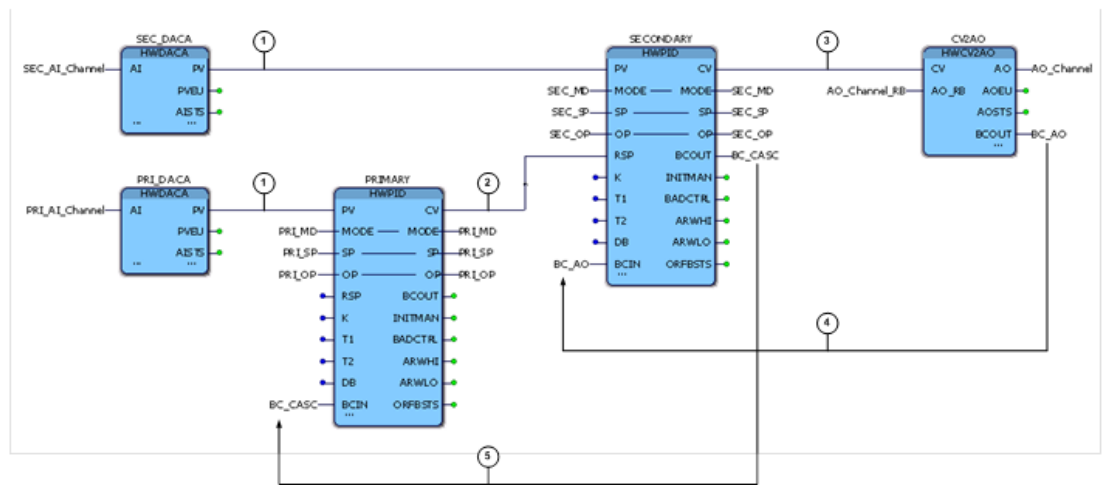 SEC_DACA
HWDACA
SEC_AI_Channel AI PV
PVEU
AISTS
...
...
1
SECONDARY
HWPID
PV CV
SEC_MD MODE MODE SEC_MD
SEC_SP SP SP SEC_SP
SEC_OP OP OP SEC_OP
RSP BCOUT BC_CASC
K INITMAN
T1 BADCTRL
T2 ARWHI
DB ARWLO
BC_AO BCIN ORFBSTS
...
3
CV2AO
HWCV2AO
CV AO AO_Channel
AO_Channel_RB AO_RB AOEU
AOSTS
BCOUT BC_AO
...
PRI_DACA
HWDACA
PRI_AI_Channel AI PV
PVEU
AISTS
...
...
1
PRIMARY
HWPID
PV CV
PRI_MD MODE MODE PRI_MD
PRI_SP SP SP PRI_SP
PRI_OP OP OP PRI_OP
RSP BCOUT
K INITMAN
T1 BADCTRL
T2 ARWHI
DB ARWLO
BC_CASC BCIN ORFBSTS
...
2
4
5